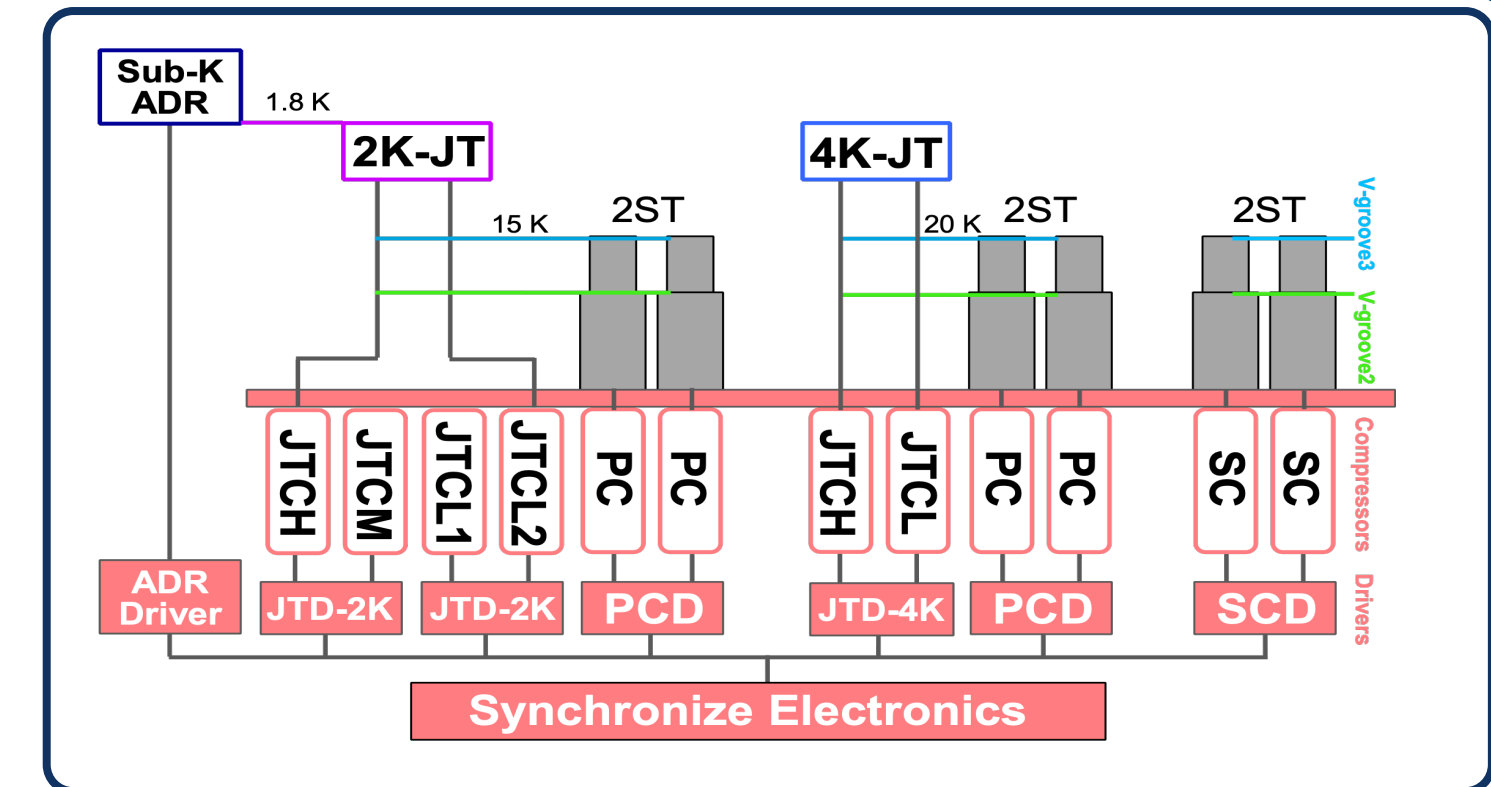 Sub-K
ADR
1.8 K
2K-JT
4K-JT
15 K
2ST
20 K
2ST
2ST
V-groove3
V-groove2
JTCH
JTCM
JTCL1
JTCL2
PC
PC
JTCH
JTCL
PC
PC
SC
SC
Compressors
ADR
Driver
JTD-2K
JTD-2K
PCD
JTD-4K
PCD
SCD
Drivers
Synchronize Electronics